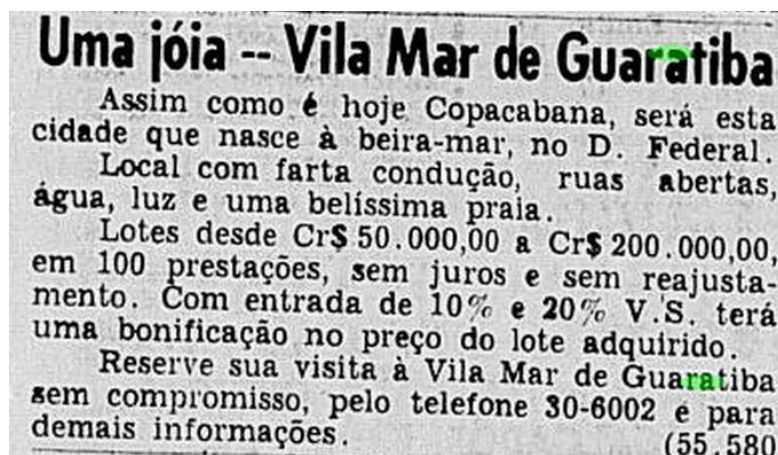 Uma jóia -- Vila Mar de Guaratiba
Assim como é hoje Copacabana, será esta
cidade que nasce à beira-mar, no D. Federal.
Local com farta condução, ruas abertas,
água, luz e uma belíssima praia.
Lotes desde Cr$ 50.000,00 a Cr$ 200.000,00,
em 100 prestações, sem juros e sem reajusta-
mento. Com entrada de 10% e 20% V.S. terá
uma bonificação no preço do lote adquirido.
Reserve sua visita à Vila Mar de Guaratiba
sem compromisso, pelo telefone 30-6002 é para
demais informações. (55.580